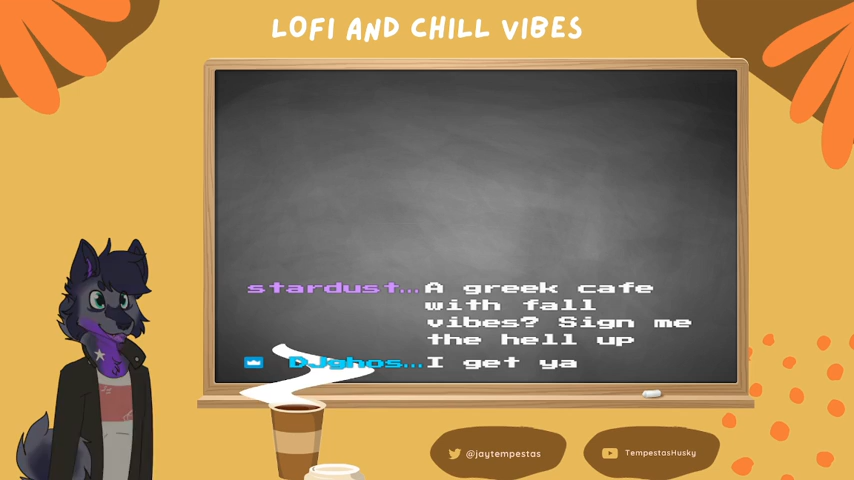 LOFI AND CHILL VIBES
stardust... A greek cafe
with fall
vibes? Sign me
the hell up
DJghos... I get ya
@jaytempestas
TempestasHusky